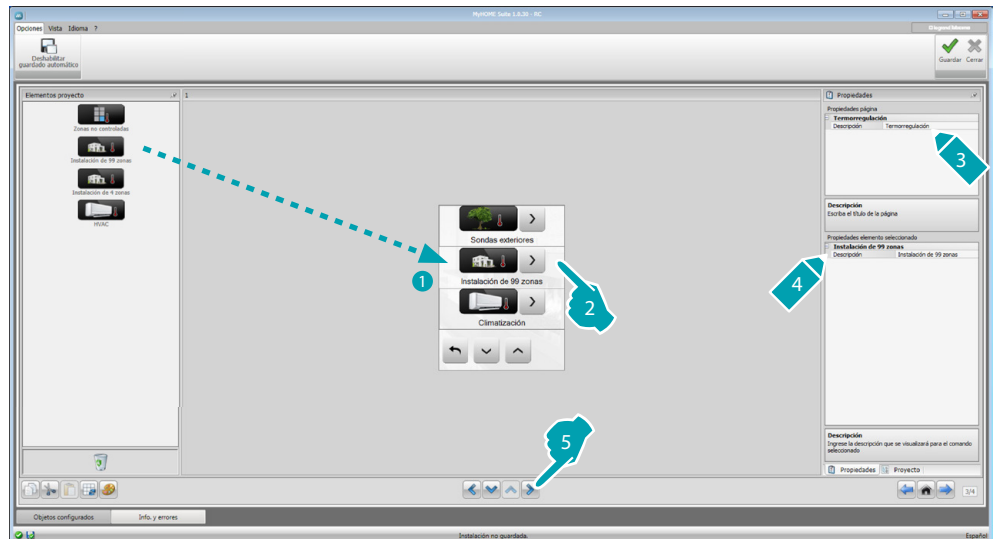 MyHOME Suite 1.0.20 - RC
Opciones Vista Idioma ?
Deshabilitar
guardado automático
Guardar Cerrar
Elementos proyecto
1
Propiedades
Zonas no controladas
Instalación de 99 zonas
Instalación de 4 zonas
HVAC
Sondas exteriores
1
Instalación de 99 zonas
2
Climatización
Propiedades página
Termorregulación
Descripción Termorregulación
3
Descripción
Escriba el título de la página
Propiedades elemento seleccionado
Instalación de 99 zonas
Descripción Instalación de 99 zonas
4
Descripción
Ingrese la descripción que se visualizará para el comando
seleccionado
Propiedades Proyecto
5
3/4
Objetos configurados Info. y errores
Instalación no guardada.
Español